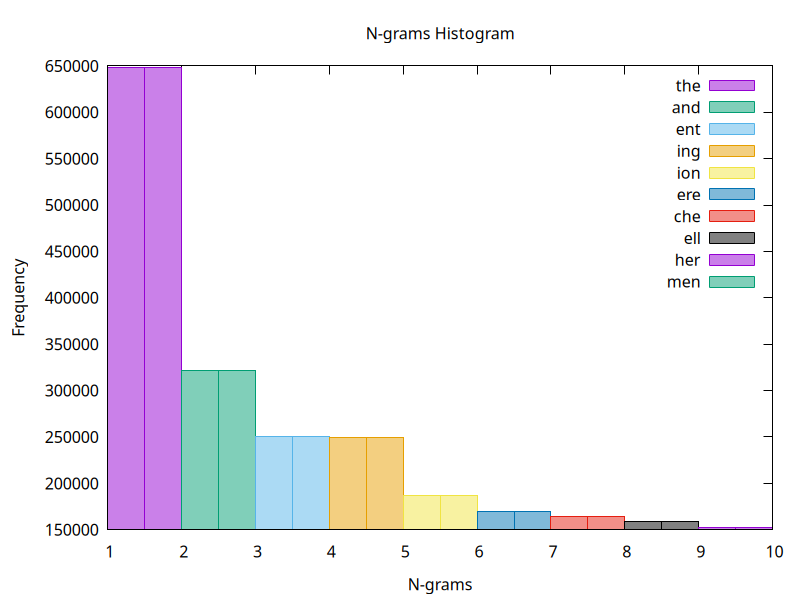 N-grams Histogram
650000
600000
550000
500000
450000
400000
350000
300000
250000
200000
150000
Frequency
the
and
ent
ing
ion
ere
che
ell
her
men
1 2 3 4 5 6 7 8 9 10
N-grams